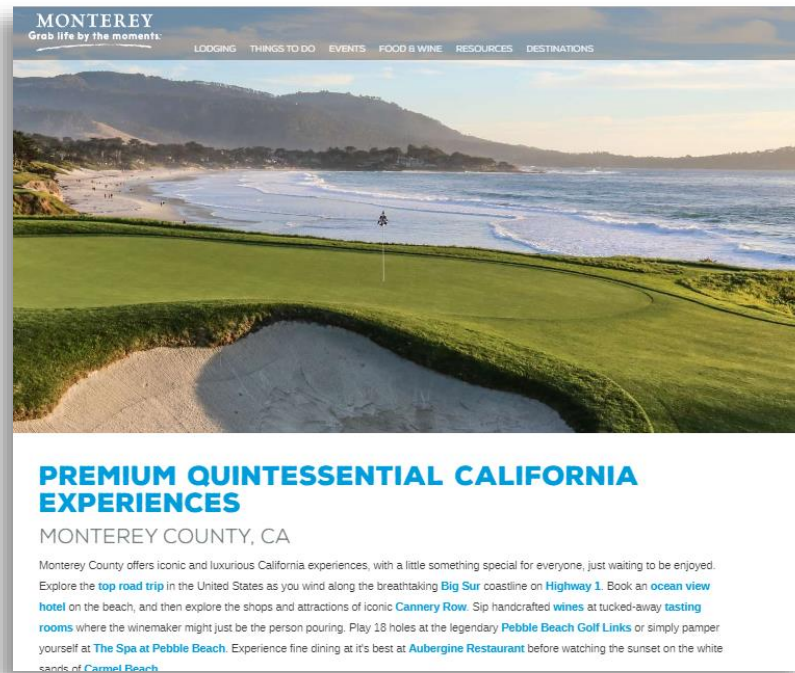 MONTEREY
Grab life by the moments.
LODGING THINGS TO DO EVENTS FOOD & WINE RESOURCES DESTINATIONS
PREMIUM QUINTESSENTIAL CALIFORNIA
EXPERIENCES
MONTEREY COUNTY, CA
Monterey County offers iconic and luxurious California experiences, with a little something special for everyone, just waiting to be enjoyed.
Explore the top road trip in the United States as you wind along the breathtaking Big Sur coastline on Highway 1. Book an ocean view
hotel on the beach, and then explore the shops and attractions of iconic Cannery Row. Sip handcrafted wines at tucked-away tasting
rooms where the winemaker might just be the person pouring. Play 18 holes at the legendary Pebble Beach Golf Links or simply pamper
yourself at The Spa at Pebble Beach. Experience fine dining at it's best at Aubergine Restaurant before watching the sunset on the white
sands of Carmel Beach.